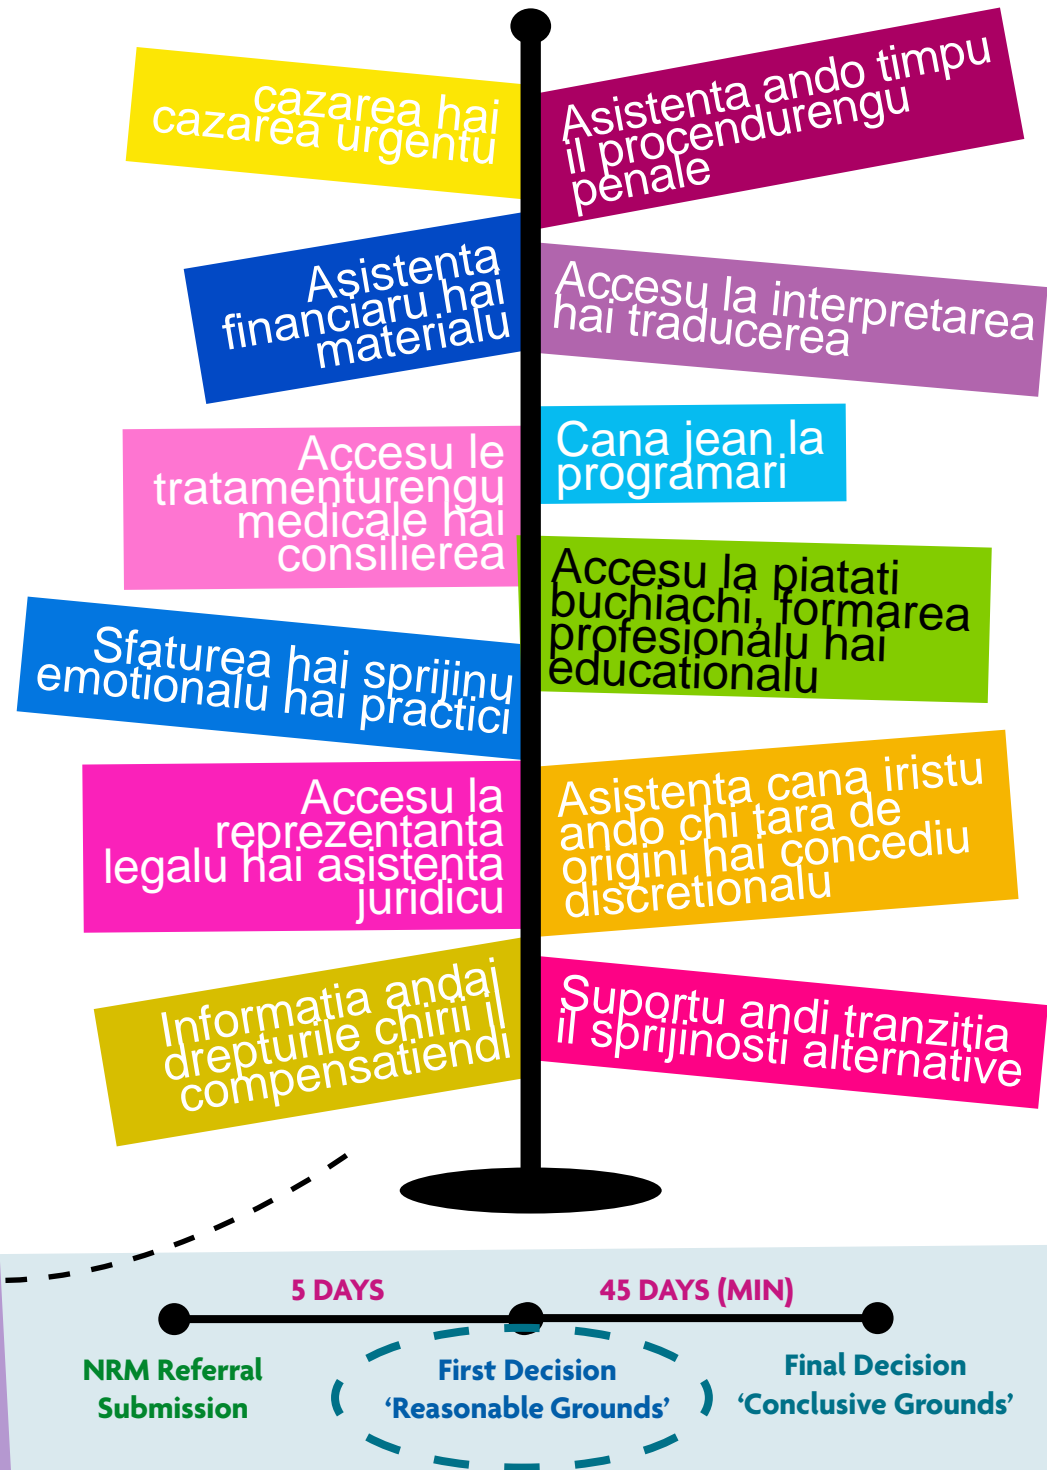 cazarea hai
cazarea urgentu
Asistenta ando timpu
il procendurengu
penale
Asistenta
financiaru hai
materialu
Accesu la interpretarea
hai traducerea
Accesu le
tratamenturengu
medicale hai
consilierea
Cana jean la
programari
Accesu la piatati
buchiachi, formarea
profesionalu hai
educationalu
Sfaturea hai sprijinu
emotionalu hai practici
Accesu la
reprezentanta
legalu hai asistenta
juridicu
Asistenta cana iristu
ando chi tara de
origini hai concediu
discretionalu
Informatia andai
drepturile chirii il
compensatiendi
Suportu andi tranzitia
il sprijinosti alternative
5 DAYS
45 DAYS (MIN)
NRM Referral
Submission
First Decision
‘Reasonable Grounds’
Final Decision
‘Conclusive Grounds’